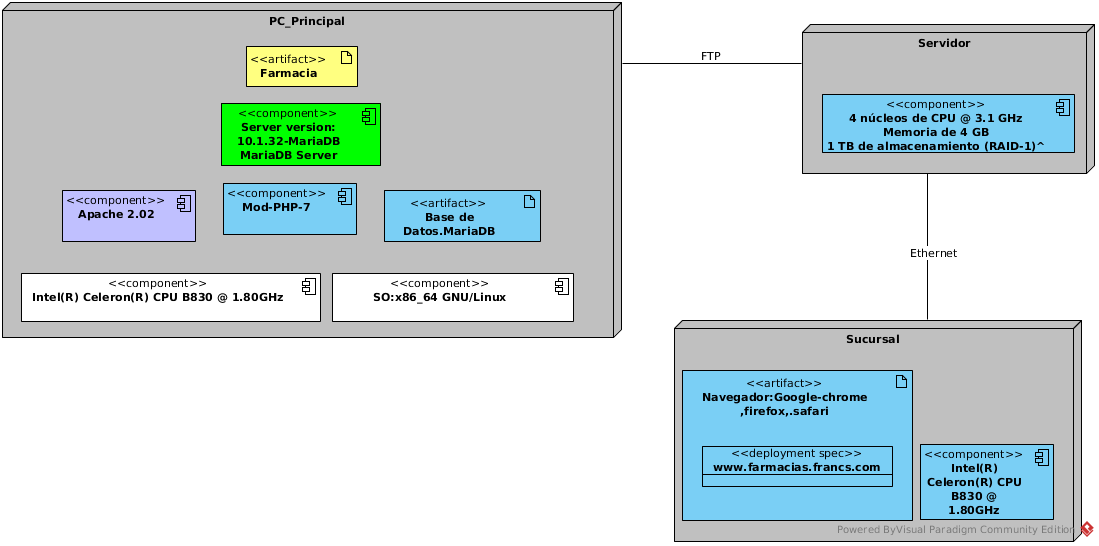 PC_Principal
<<artifact>>
Farmacia
<<component>>
Server version:
10.1.32-MariaDB
MariaDB Server
<<component>>
Apache 2.02
<<component>>
Mod-PHP-7
<<artifact>>
Base de
Datos.MariaDB
<<component>>
Intel(R) Celeron(R) CPU B830 @ 1.80GHz
<<component>>
SO:x86_64 GNU/Linux
FTP
Servidor
<<component>>
4 núcleos de CPU @ 3.1 GHz
Memoria de 4 GB
1 TB de almacenamiento (RAID-1)^
Ethernet
Sucursal
<<artifact>>
Navegador:Google-chrome
,firefox,.safari
<<deployment spec>>
www.farmacias.francs.com
<<component>>
Intel(R)
Celeron(R) CPU
B830 @
1.80GHz
Powered ByVisual Paradigm Community Edition